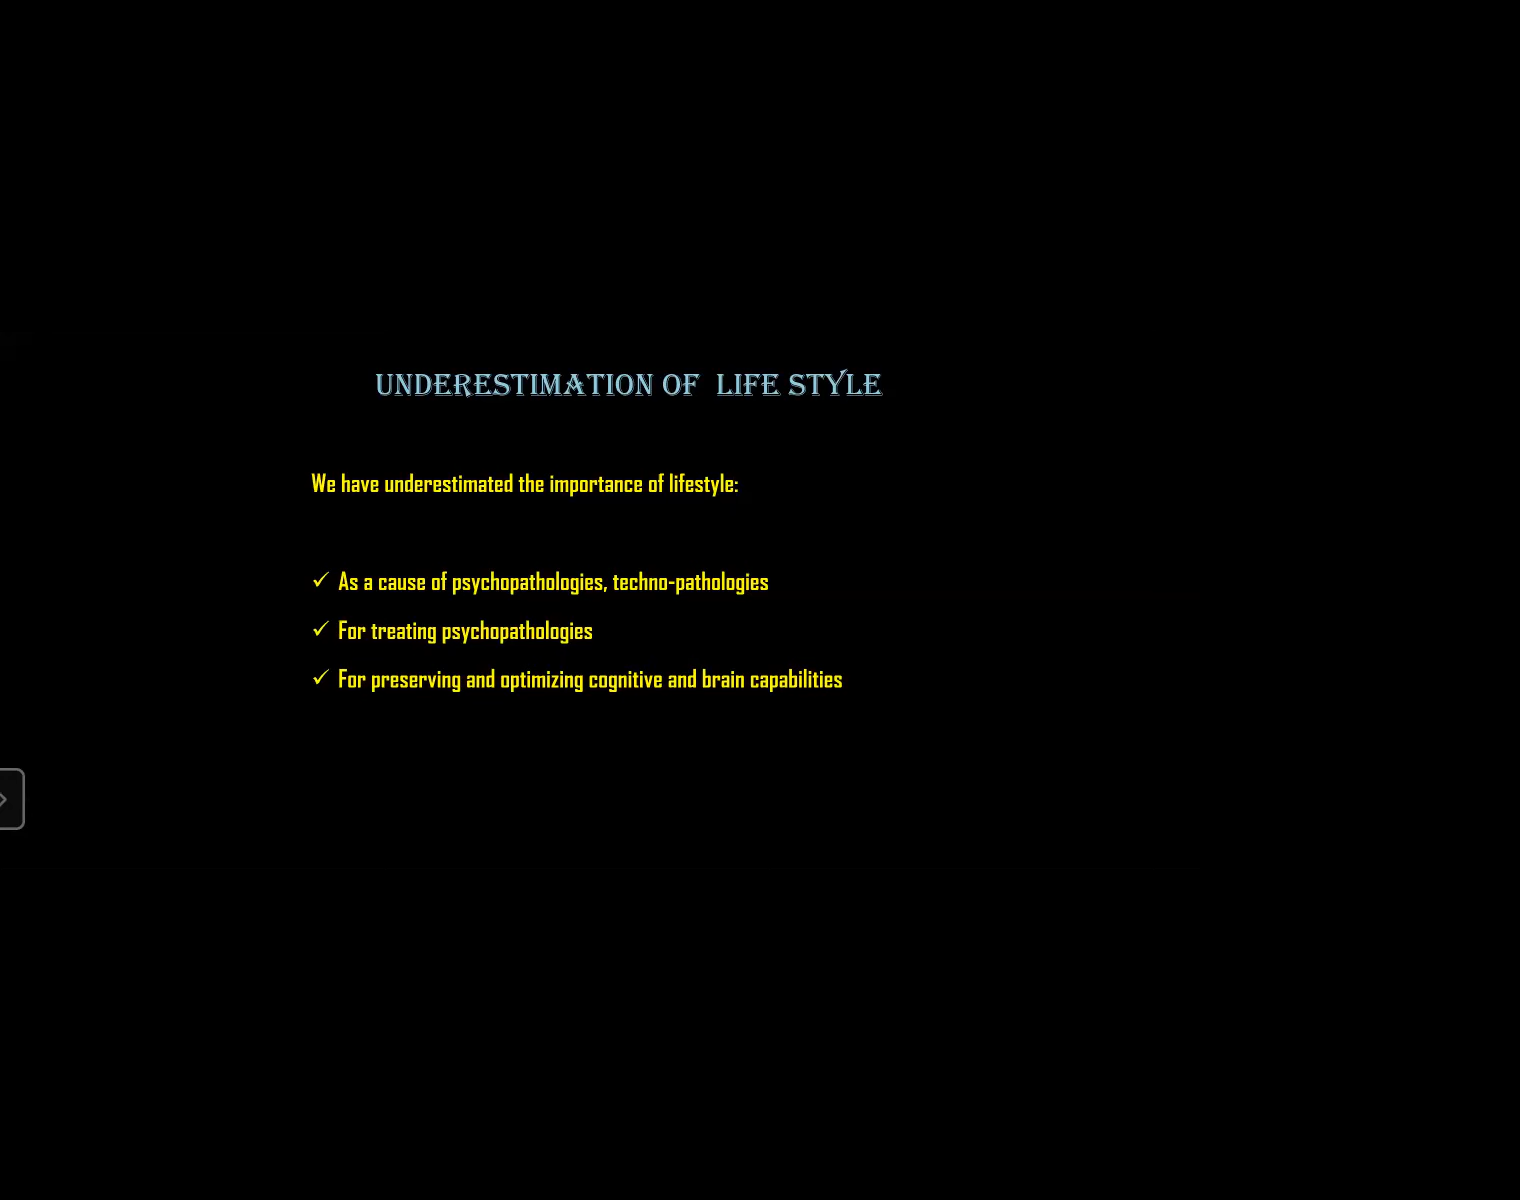 UNDERESTIMATION OF LIFE STYLE
We have underestimated the importance of lifestyle:
✓ As a cause of psychopathologies, techno-pathologies
✓ For treating psychopathologies
✓ For preserving and optimizing cognitive and brain capabilities